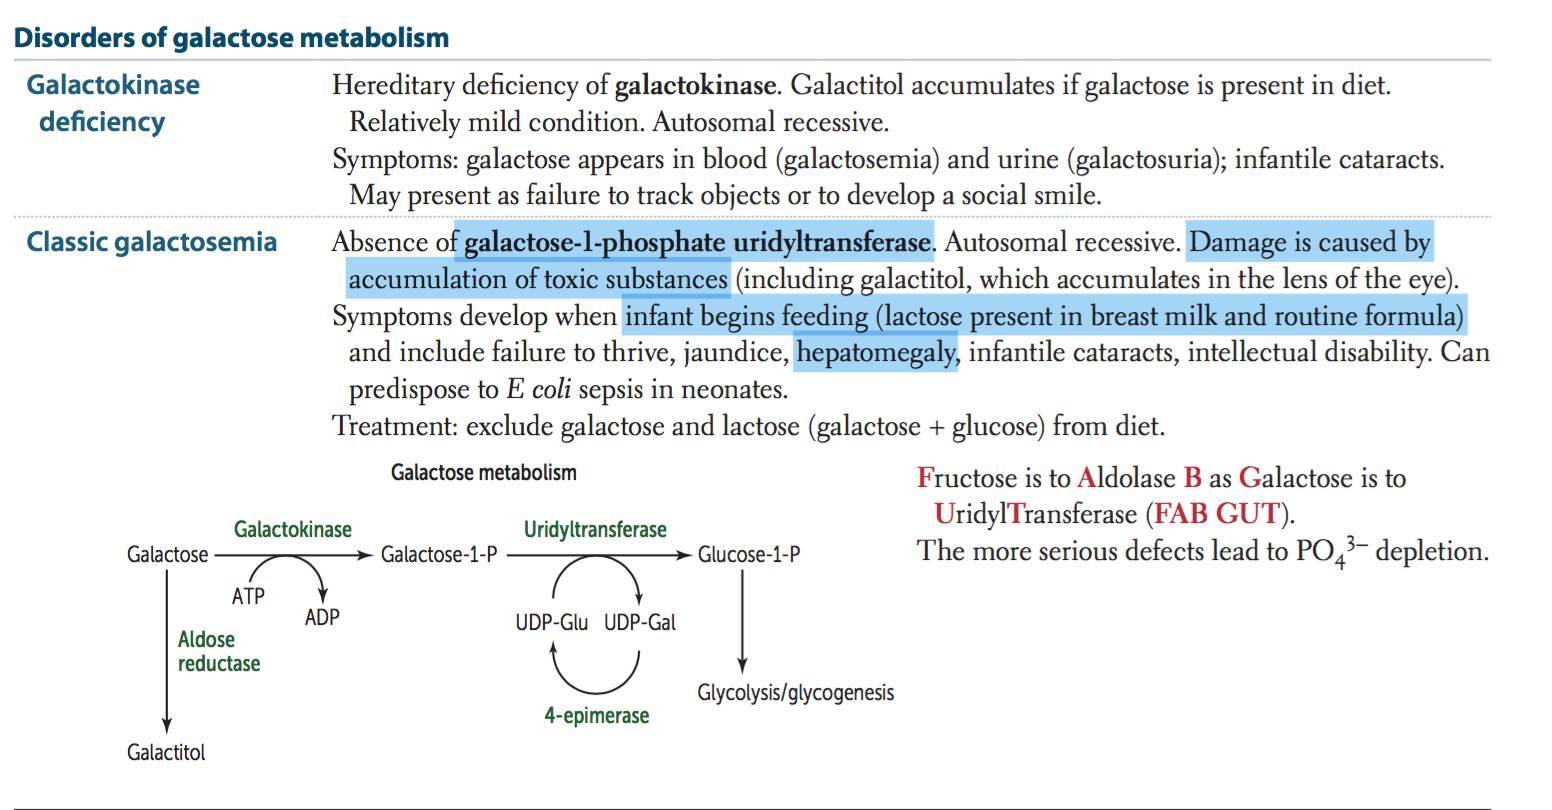 Disorders of galactose metabolism
Galactokinase
deficiency
Hereditary deficiency of galactokinase. Galactitol accumulates if galactose is present in diet.
Relatively mild condition. Autosomal recessive.
Symptoms: galactose appears in blood (galactosemia) and urine (galactosuria); infantile cataracts.
May present as failure to track objects or to develop a social smile.
Classic galactosemia
Absence of galactose-1-phosphate uridyltransferase. Autosomal recessive. Damage is caused by
accumulation of toxic substances (including galactitol, which accumulates in the lens of the eye).
Symptoms develop when infant begins feeding (lactose present in breast milk and routine formula)
and include failure to thrive, jaundice, hepatomegaly, infantile cataracts, intellectual disability. Can
predispose to E coli sepsis in neonates.
Treatment: exclude galactose and lactose (galactose + glucose) from diet.
Galactose metabolism
Galactokinase
Uridyltransferase
Galactose
Galactose-1-P
Glucose-1-P
ATP
ADP
UDP-Glu
UDP-Gal
Aldose
reductase
4-epimerase
Glycolysis/glycogenesis
Galactitol
Fructose is to Aldolase B as Galactose is to
UridylTransferase (FAB GUT).
The more serious defects lead to PO₄³⁻ depletion.